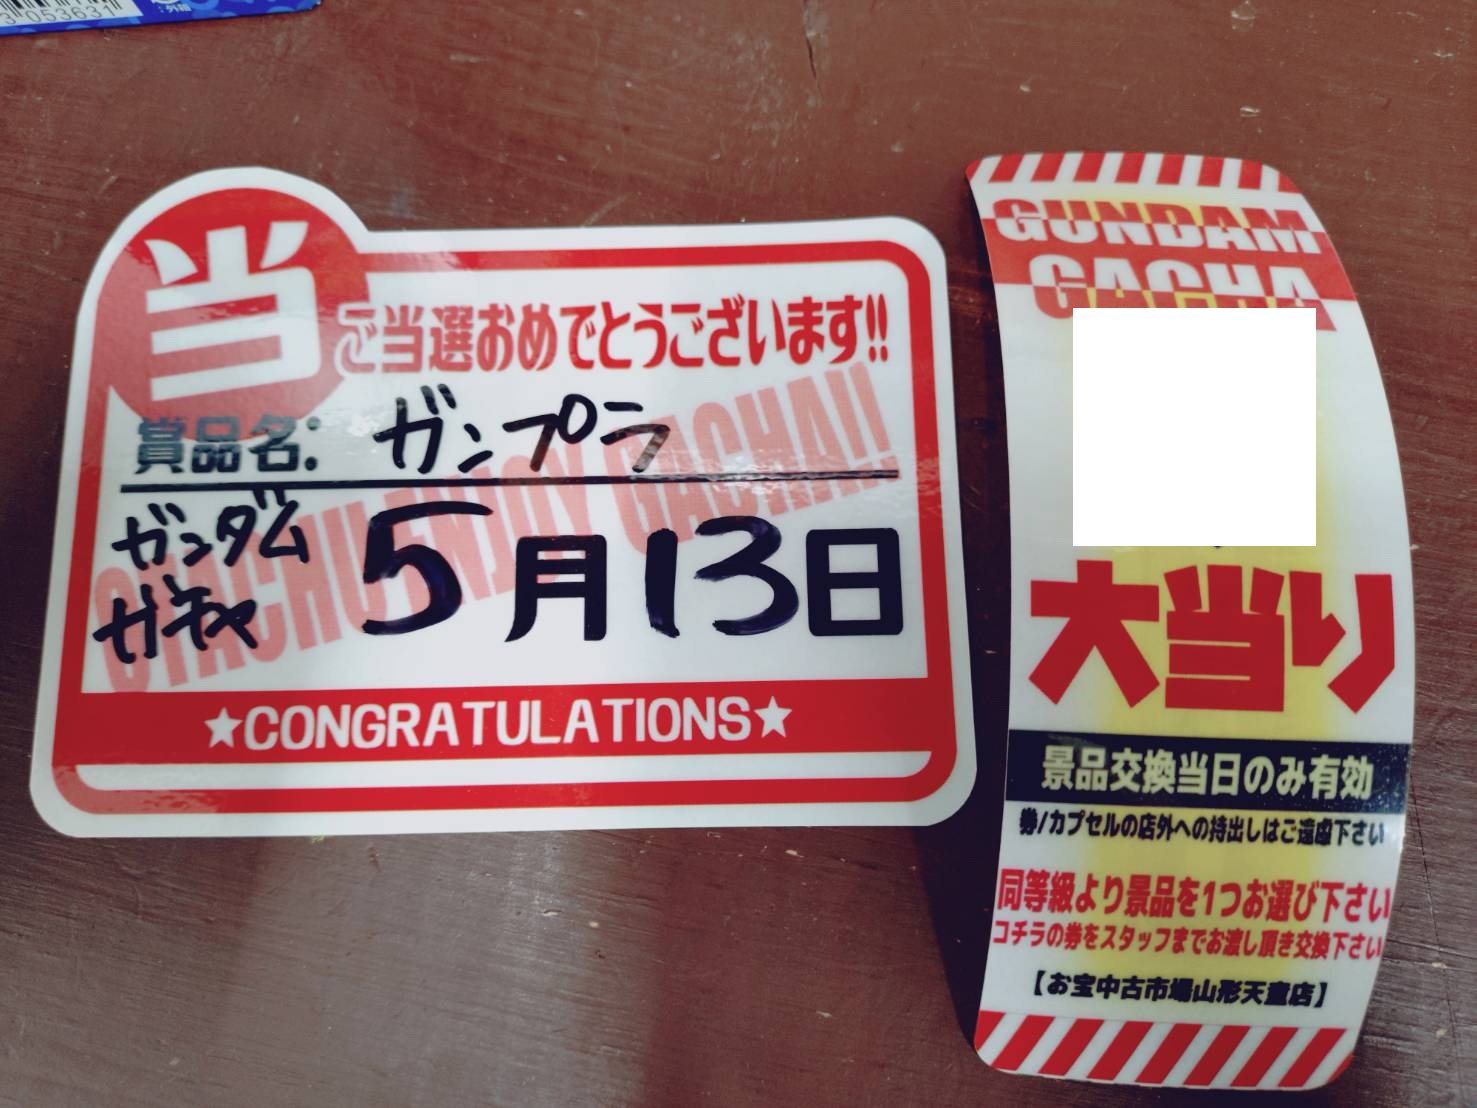 3053631
:外箱
当
ご当選おめでとうございます!!
賞品名: ガンプラ
ガンダム
ガチャ
5月13日
OTACHU ENJOY GACHA!!
★CONGRATULATIONS★
GUNDAM
GACHA
大当り
景品交換当日のみ有効
券/カプセルの店外への持出しはご遠慮下さい
同等級より景品を1つお選び下さい
コチラの券をスタッフまでお渡し頂き交換下さい
【お宝中古市場山形天童店】